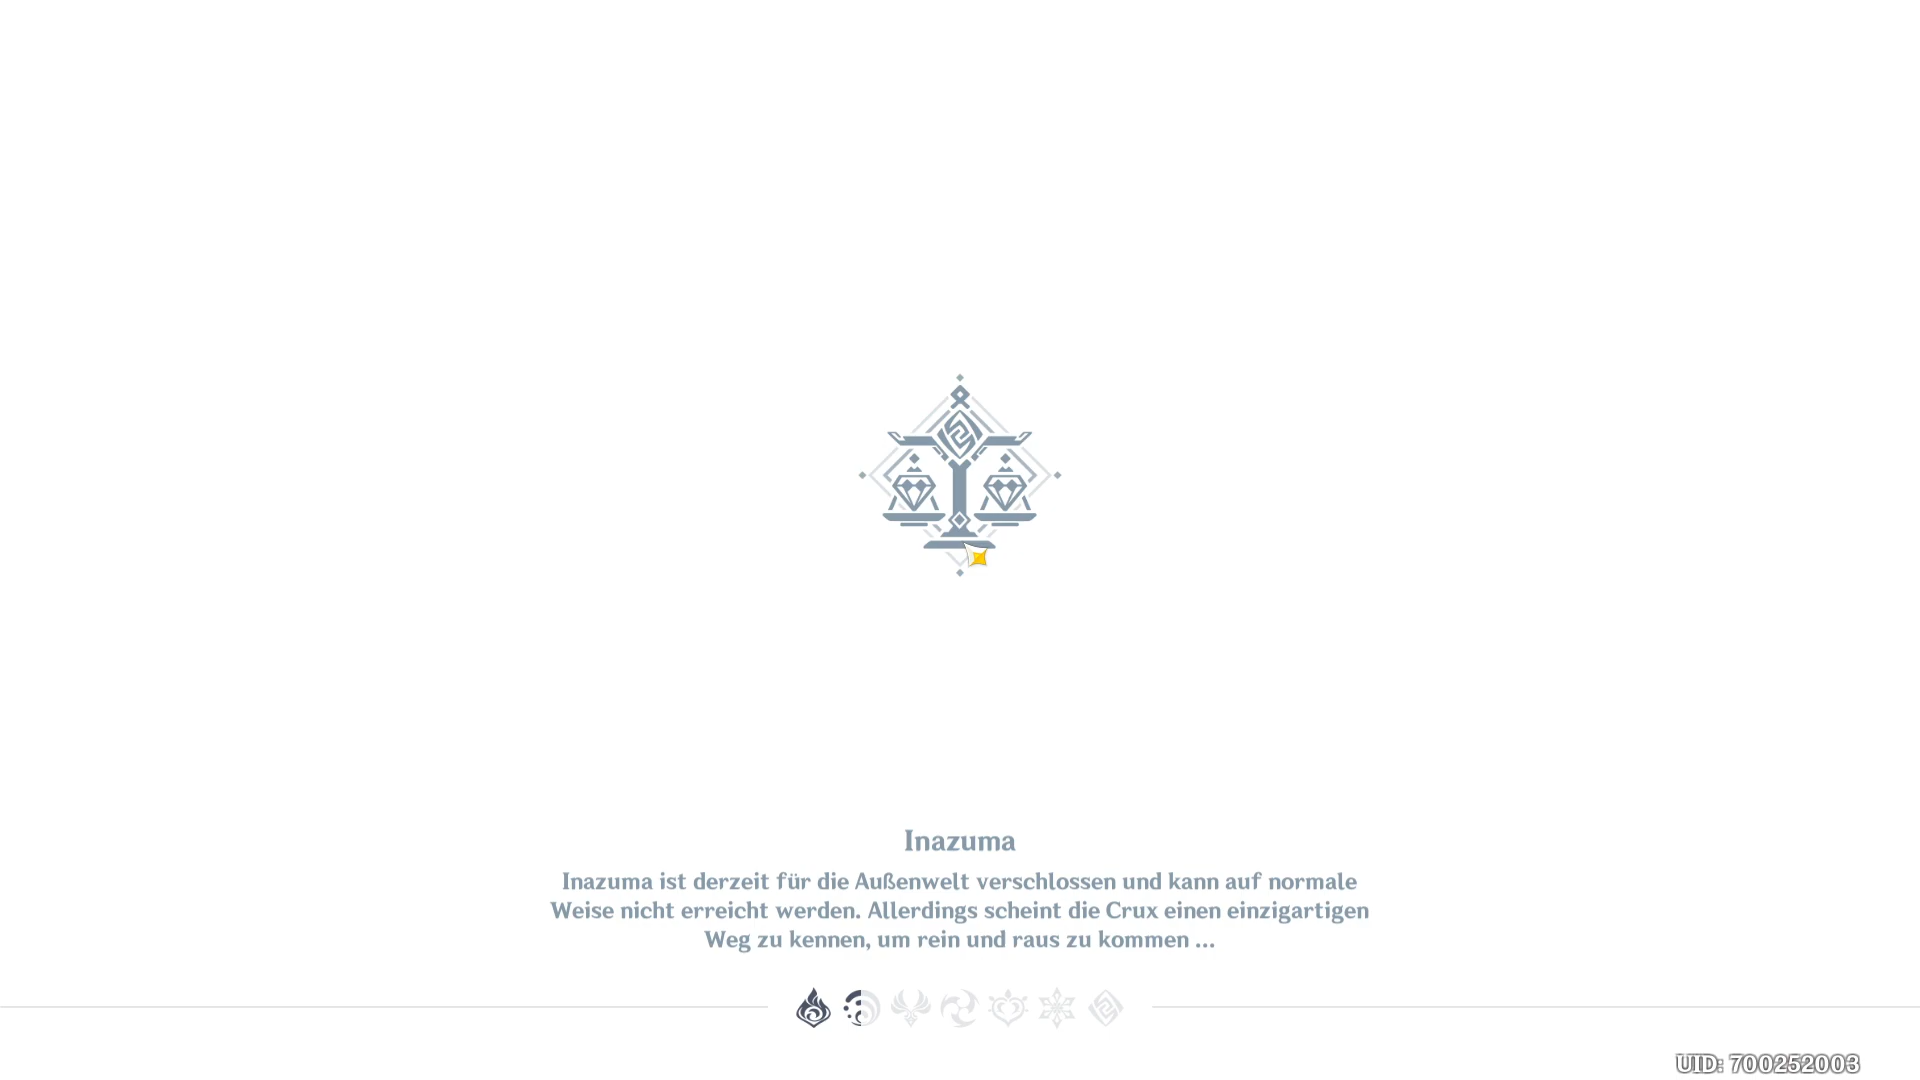 Inazuma
Inazuma ist derzeit für die Außenwelt verschlossen und kann auf normale
Weise nicht erreicht werden. Allerdings scheint die Crux einen einzigartigen
Weg zu kennen, um rein und raus zu kommen ...
UID: 700252003